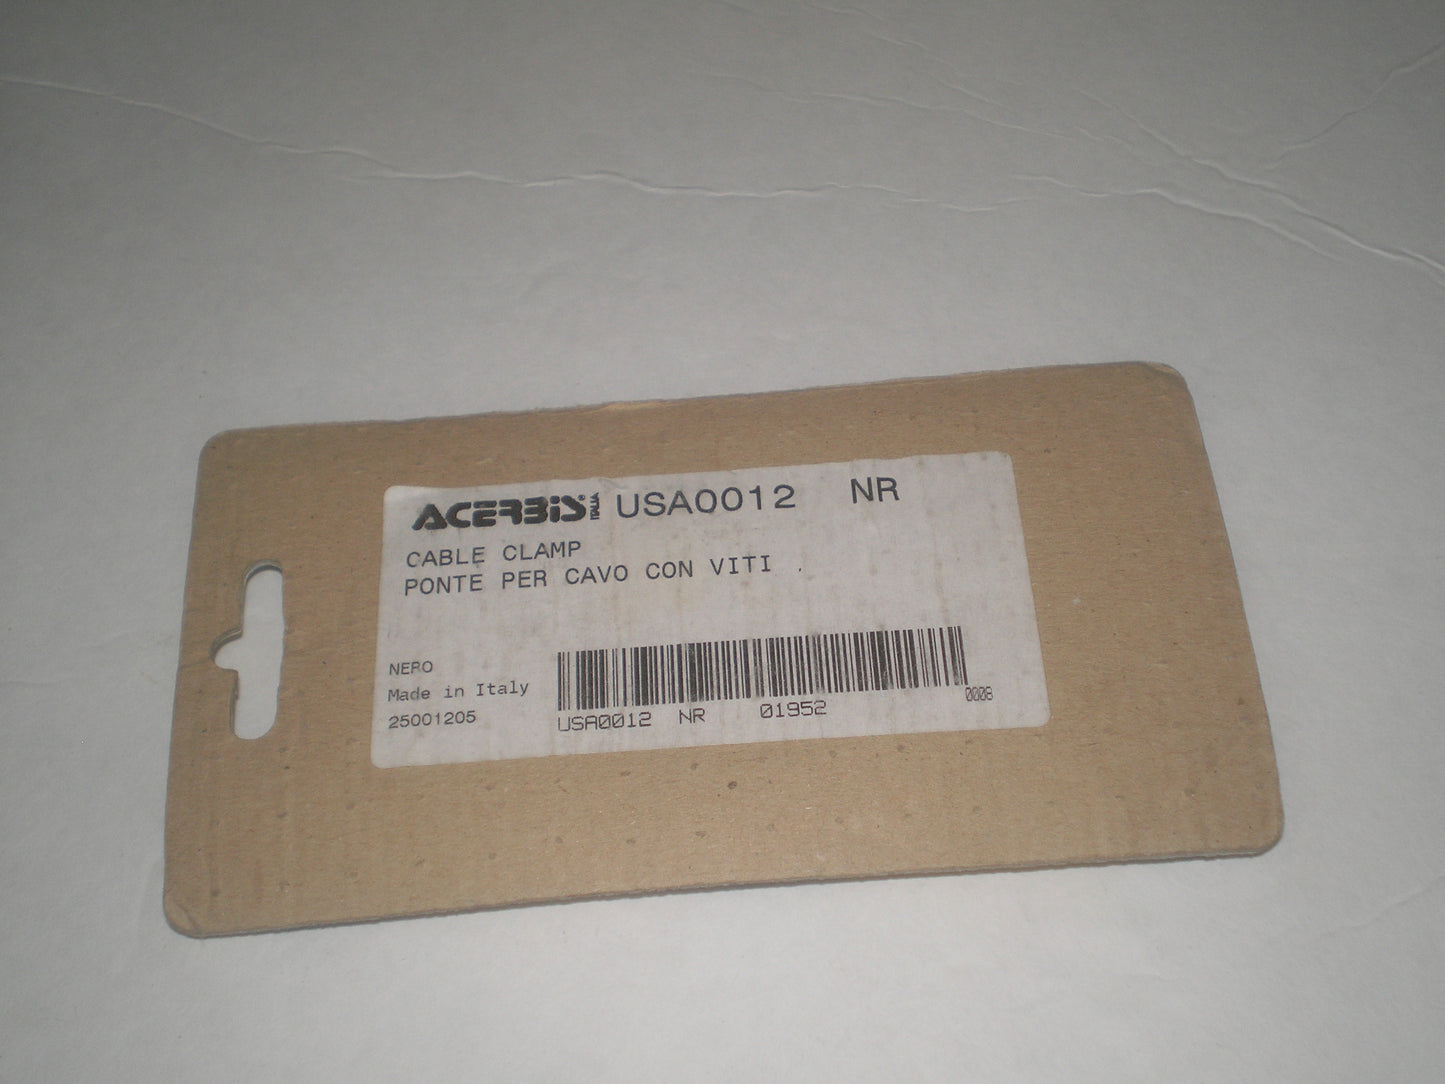 ACERBIS ITALIA USA0012 NR
CABLE CLAMP
PONTE PER CAVO CON VITI .
NERO
Made in Italy
25001205
USA0012 NR 01952
0008